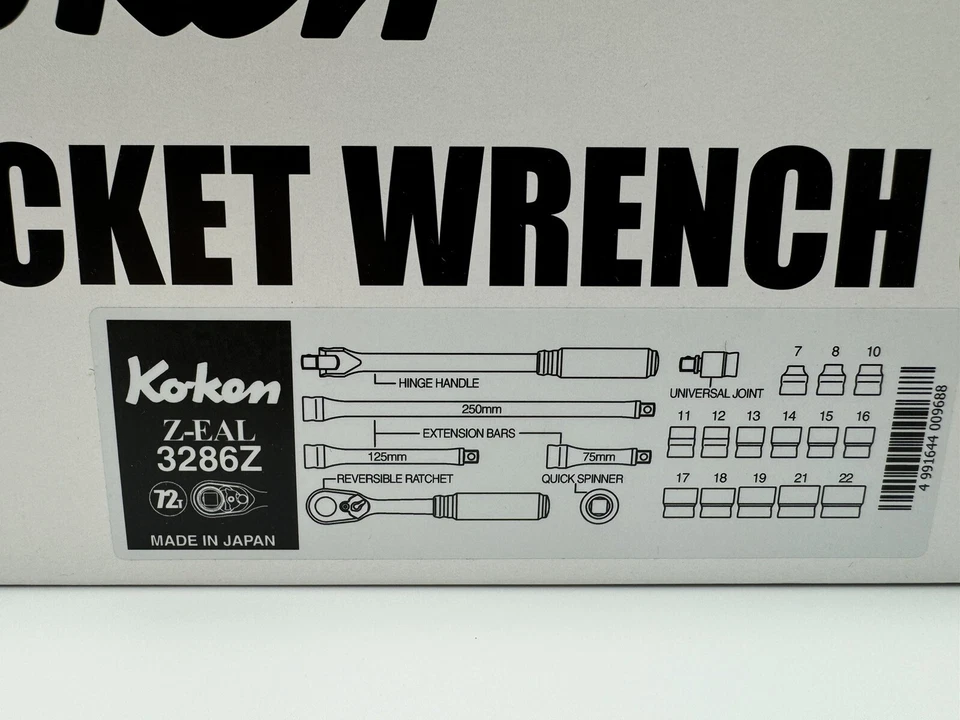 CKET WRENCH
Ko-ken
Z-EAL
3286Z
72T
MADE IN JAPAN
HINGE HANDLE
250mm
EXTENSION BARS
125mm
75mm
REVERSIBLE RATCHET
QUICK SPINNER
UNIVERSAL JOINT
7 8 10
11 12 13 14 15 16
17 18 19 21 22
4 991644 009688